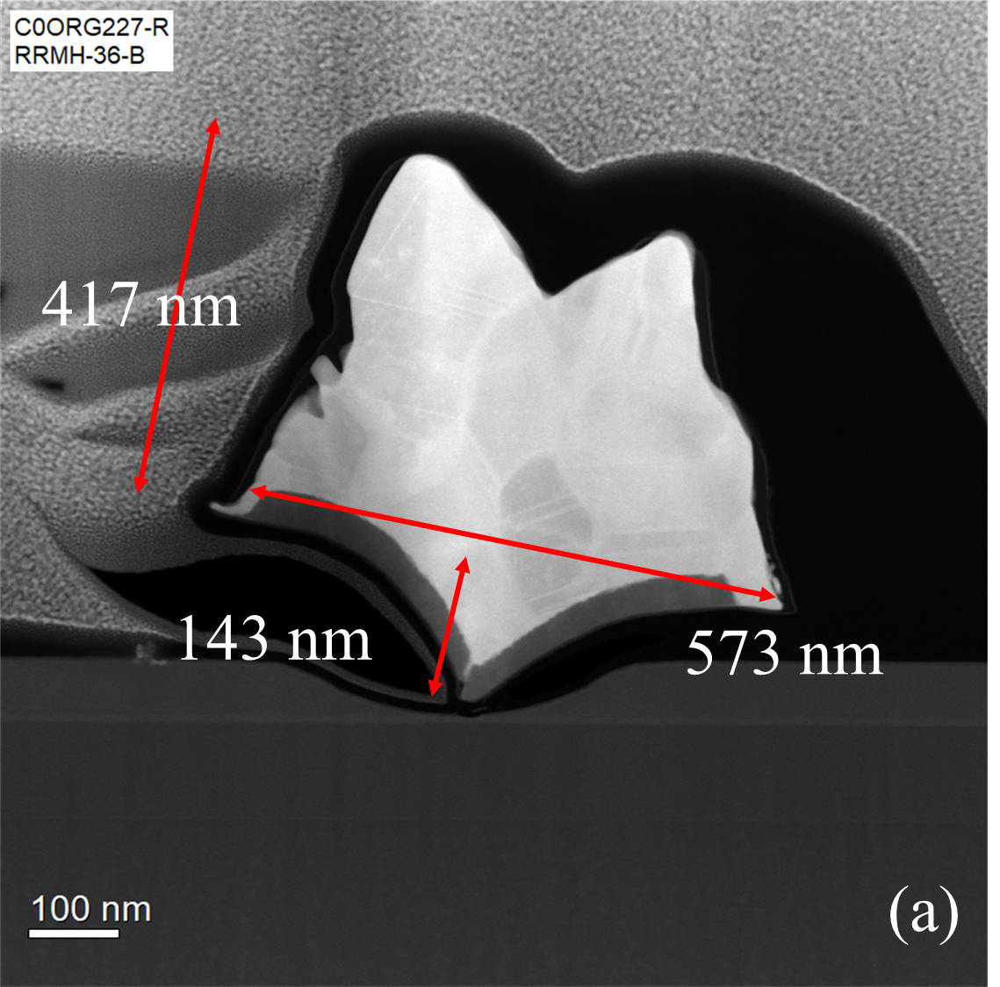 C0ORG227-R
RRMH-36-B
417 nm
143 nm
573 nm
100 nm
(a)